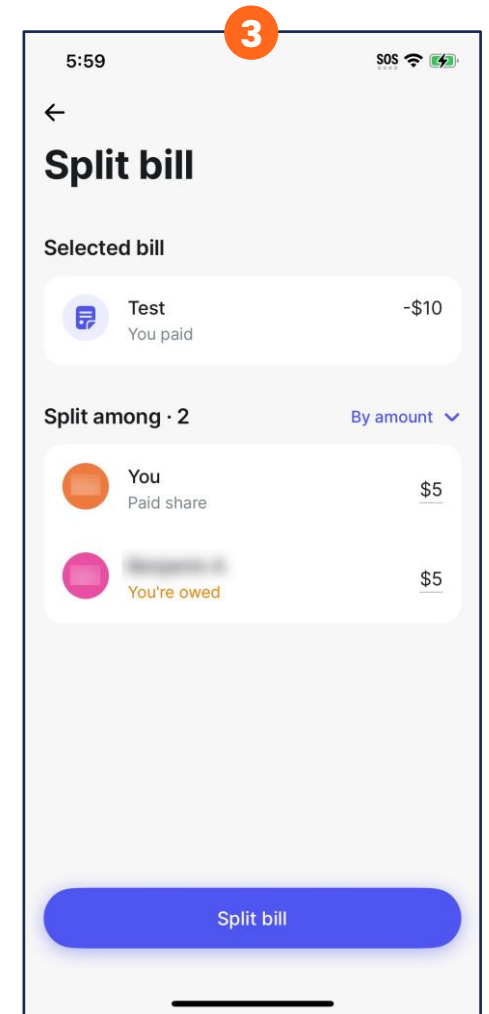 3
5:59
SOS
Split bill
Selected bill
Test
-$10
You paid
Split among · 2
By amount
You
$5
Paid share
$5
You're owed
Split bill